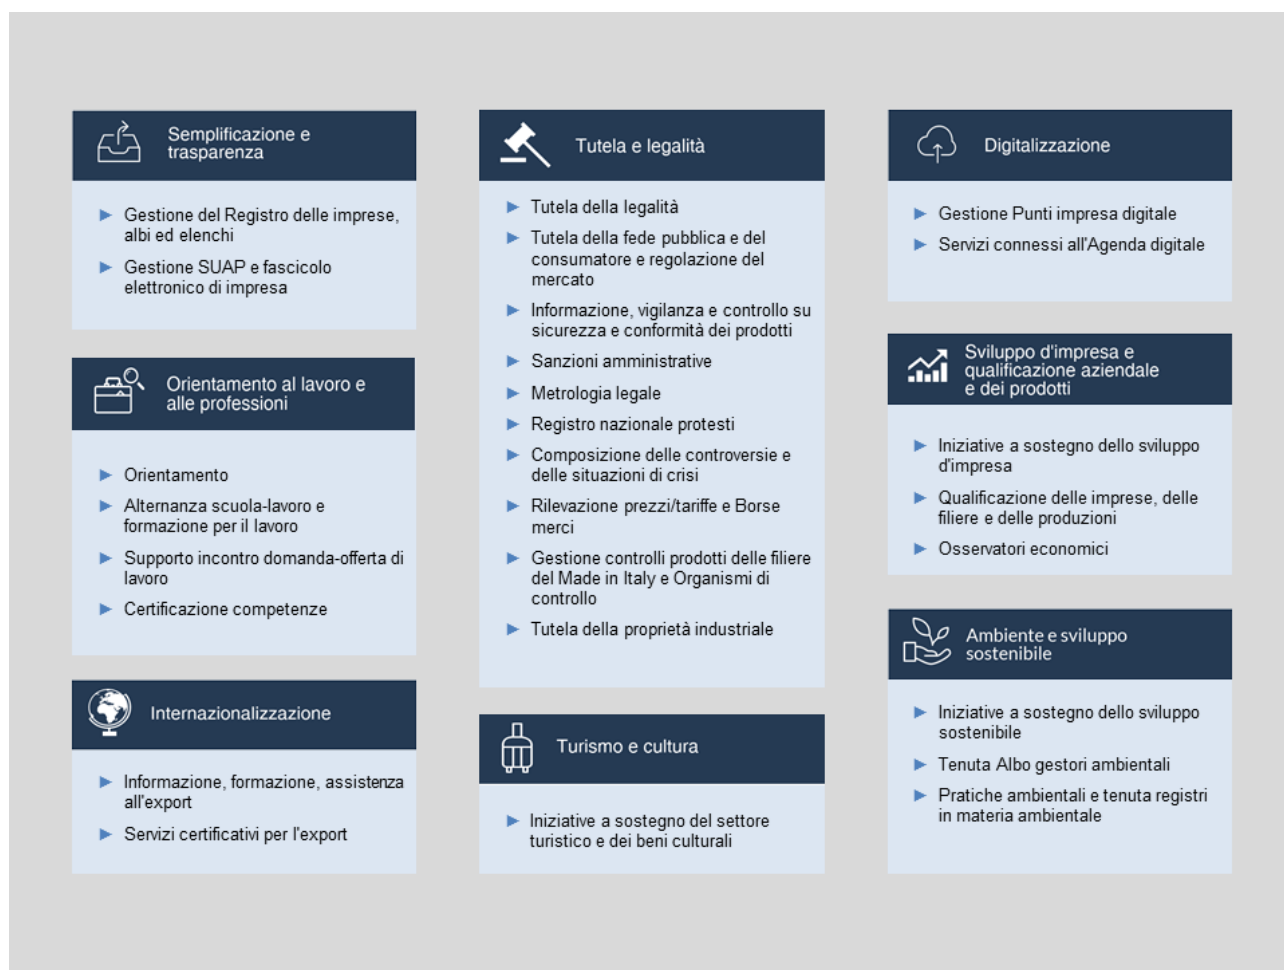 Semplificazione e
trasparenza
► Gestione del Registro delle imprese,
albi ed elenchi
► Gestione SUAP e fascicolo
elettronico di impresa
Orientamento al lavoro e
alle professioni
► Orientamento
► Alternanza scuola-lavoro e
formazione per il lavoro
► Supporto incontro domanda-offerta di
lavoro
► Certificazione competenze
Internazionalizzazione
► Informazione, formazione, assistenza
all'export
► Servizi certificativi per l'export
Tutela e legalità
► Tutela della legalità
► Tutela della fede pubblica e del
consumatore e regolazione del
mercato
► Informazione, vigilanza e controllo su
sicurezza e conformità dei prodotti
► Sanzioni amministrative
► Metrologia legale
► Registro nazionale protesti
► Composizione delle controversie e
delle situazioni di crisi
► Rilevazione prezzi/tariffe e Borse
merci
► Gestione controlli prodotti delle filiere
del Made in Italy e Organismi di
controllo
► Tutela della proprietà industriale
Turismo e cultura
► Iniziative a sostegno del settore
turistico e dei beni culturali
Digitalizzazione
► Gestione Punti impresa digitale
► Servizi connessi all'Agenda digitale
Sviluppo d'impresa e
qualificazione aziendale
e dei prodotti
► Iniziative a sostegno dello sviluppo
d'impresa
► Qualificazione delle imprese, delle
filiere e delle produzioni
► Osservatori economici
Ambiente e sviluppo
sostenibile
► Iniziative a sostegno dello sviluppo
sostenibile
► Tenuta Albo gestori ambientali
► Pratiche ambientali e tenuta registri
in materia ambientale